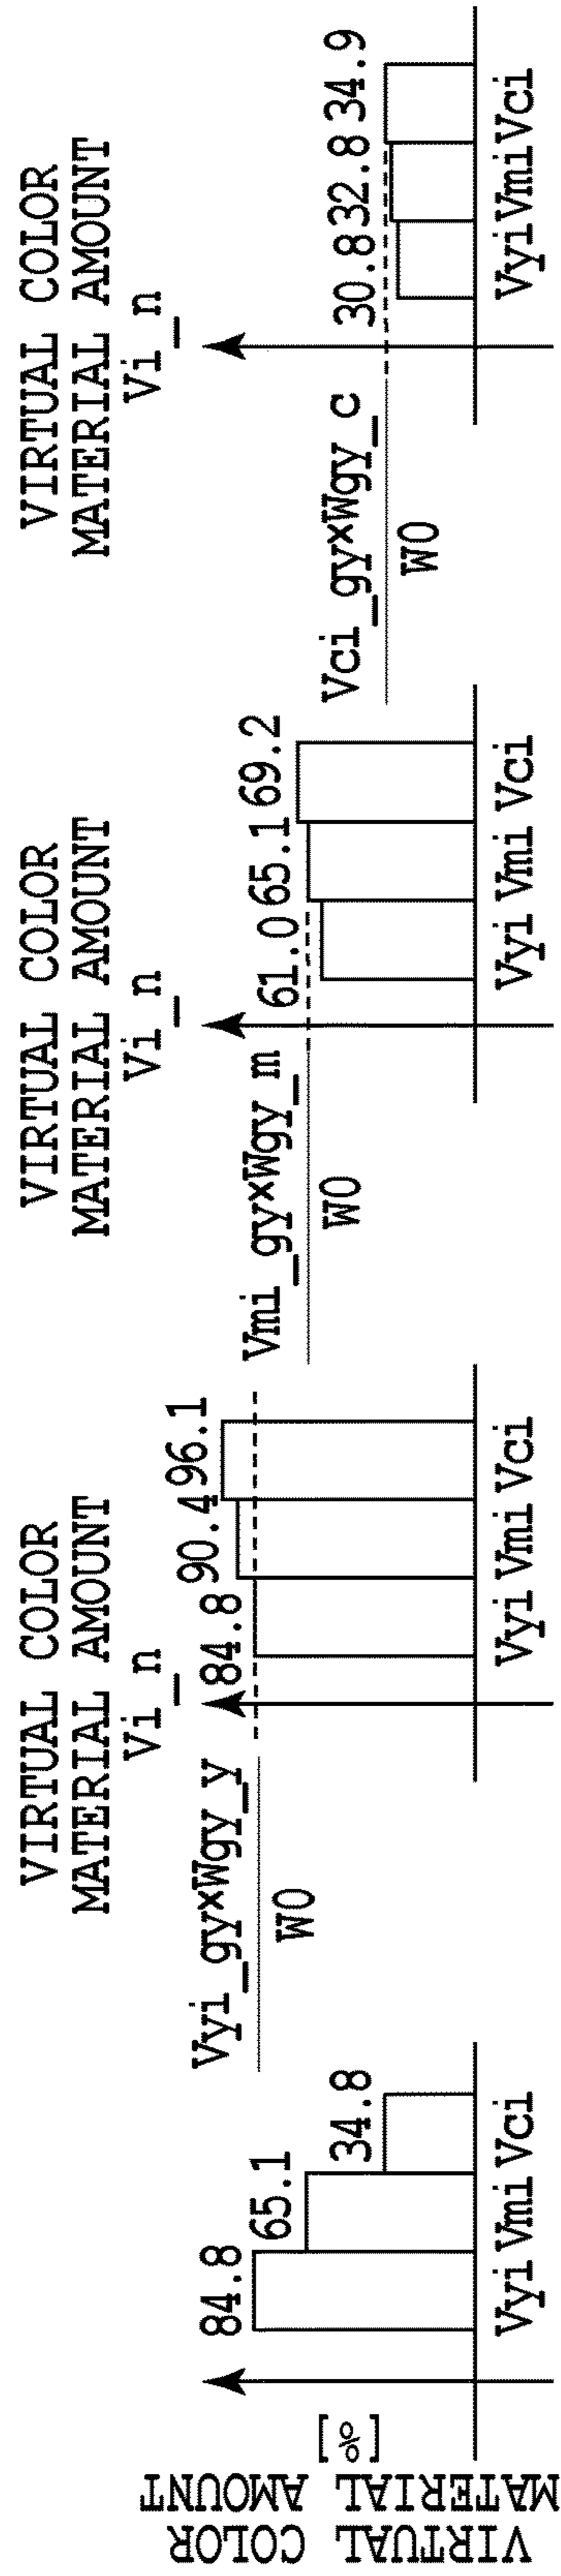 VIRTUAL COLOR
MATERIAL AMOUNT
[%]
84.8
65.1
34.8
Vyi Vmi Vci
Vyi_gy×Wgy_y
W0
VIRTUAL COLOR
MATERIAL AMOUNT
Vi_n
84.8 90.4 96.1
Vyi Vmi Vci
Vmi_gy×Wgy_m
W0
VIRTUAL COLOR
MATERIAL AMOUNT
Vi_n
61.0 65.1 69.2
Vyi Vmi Vci
Vci_gy×Wgy_c
W0
VIRTUAL COLOR
MATERIAL AMOUNT
Vi_n
30.8 32.8 34.9
Vyi Vmi Vci